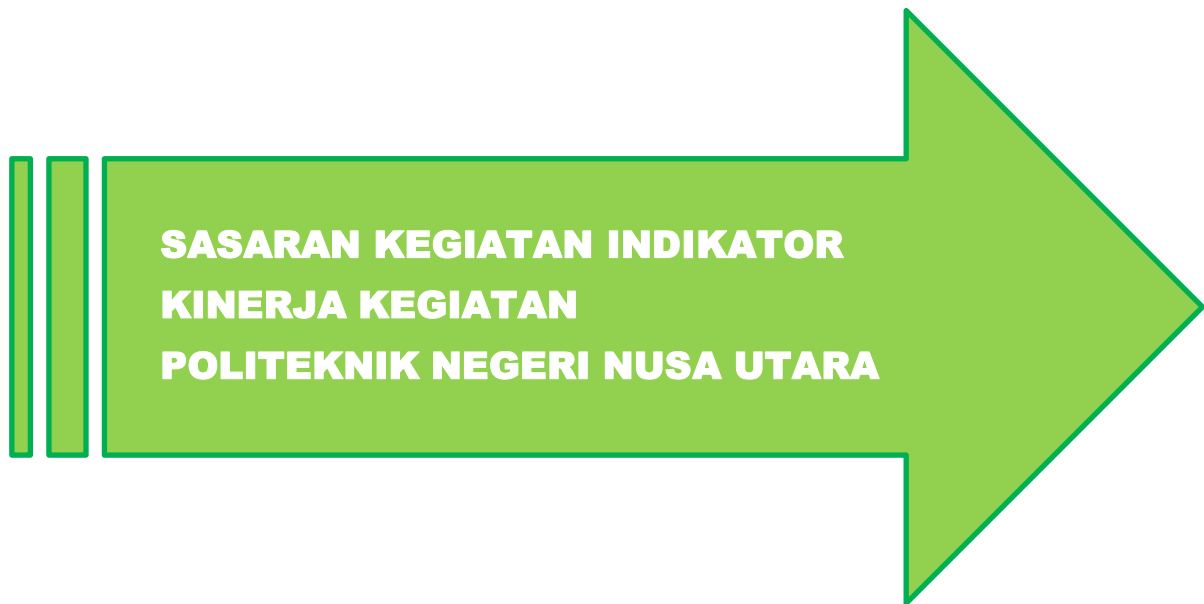 SASARAN KEGIATAN INDIKATOR
KINERJA KEGIATAN
POLITEKNIK NEGERI NUSA UTARA